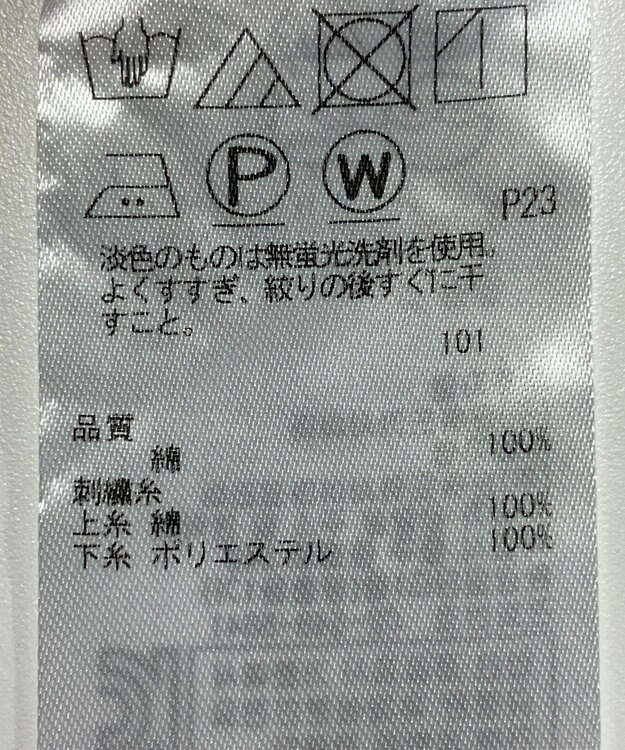 P W
P23
淡色のものは無蛍光洗剤を使用。
よくすすぎ、絞りの後すぐに干
すこと。
101
品質
綿 100%
刺繍糸
上糸 綿 100%
下糸 ポリエステル 100%